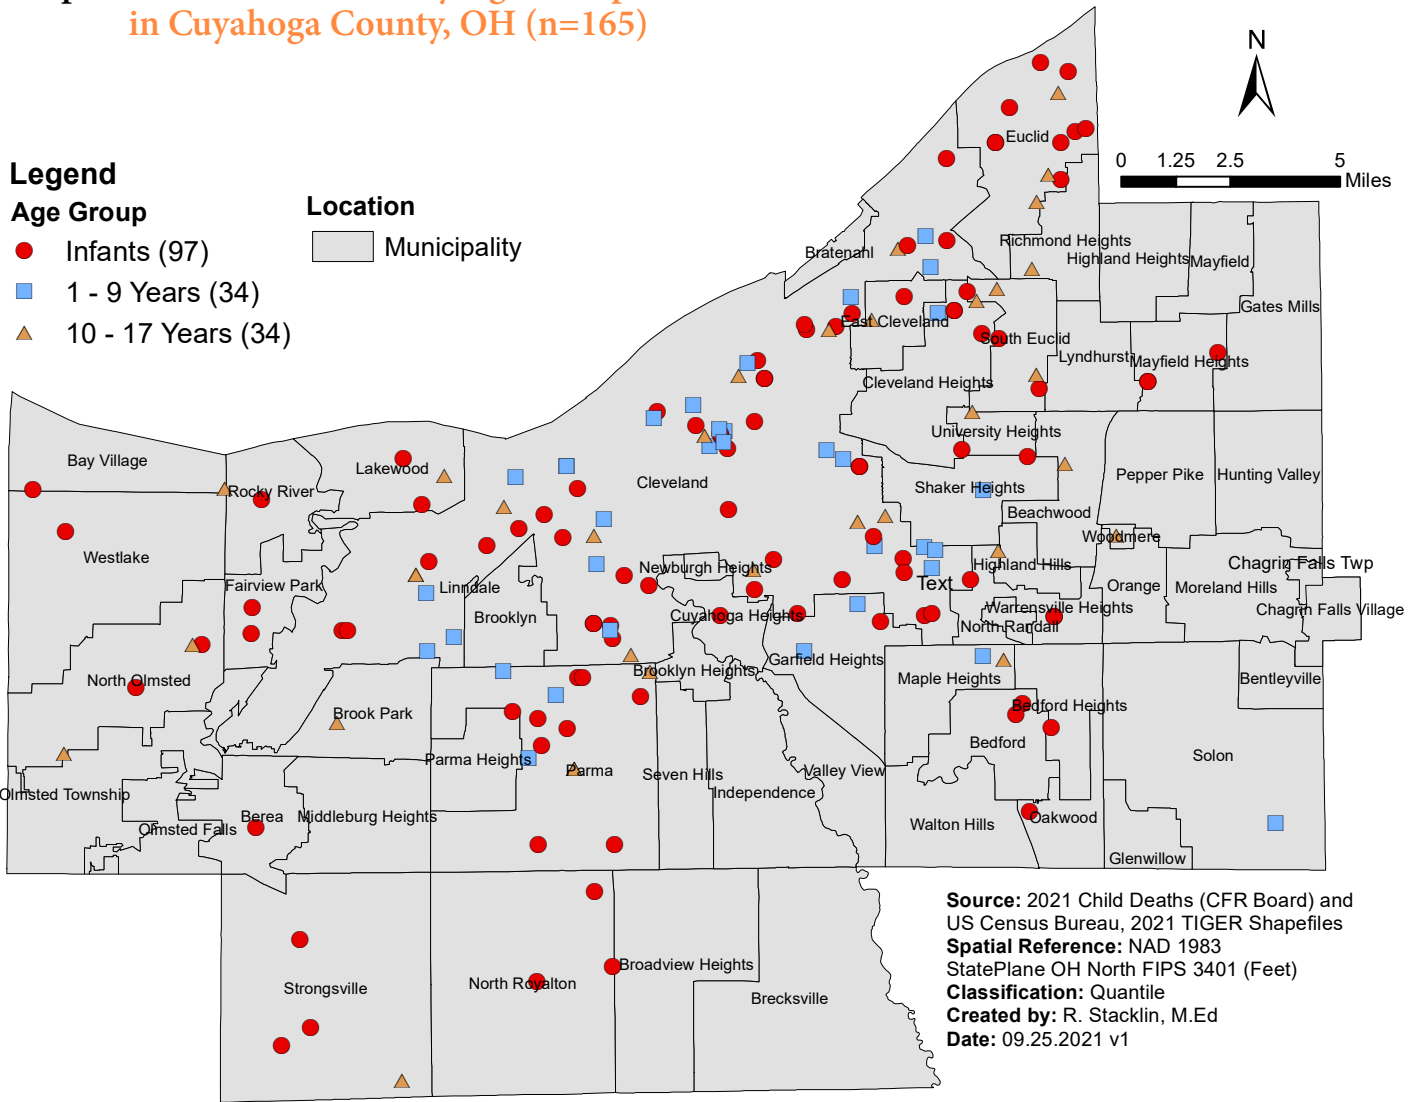 in Cuyahoga County, OH (n=165)
N
0 1.25 2.5 5
Miles
Legend
Age Group
Infants (97)
1 - 9 Years (34)
10 - 17 Years (34)
Location
Municipality
Euclid
Bratenahl
Richmond Heights
Highland Heights
Mayfield
Gates Mills
East Cleveland
South Euclid
Lyndhurst
Mayfield Heights
Cleveland Heights
University Heights
Bay Village
Lakewood
Rocky River
Cleveland
Shaker Heights
Pepper Pike
Hunting Valley
Beachwood
Woodmere
Westlake
Fairview Park
Linndale
Newburgh Heights
Highland Hills
Chagrin Falls Twp
Text
Orange
Moreland Hills
Brooklyn
Cuyahoga Heights
Warrensville Heights
Chagrin Falls Village
North Randall
Garfield Heights
Brooklyn Heights
North Olmsted
Maple Heights
Bentleyville
Brook Park
Bedford Heights
Bedford
Parma Heights
Parma
Seven Hills
Valley View
Solon
Independence
Olmsted Township
Olmsted Falls
Berea
Middleburg Heights
Walton Hills
Oakwood
Glenwillow
Strongsville
North Royalton
Broadview Heights
Brecksville
Source: 2021 Child Deaths (CFR Board) and
US Census Bureau, 2021 TIGER Shapefiles
Spatial Reference: NAD 1983
StatePlane OH North FIPS 3401 (Feet)
Classification: Quantile
Created by: R. Stacklin, M.Ed
Date: 09.25.2021 v1